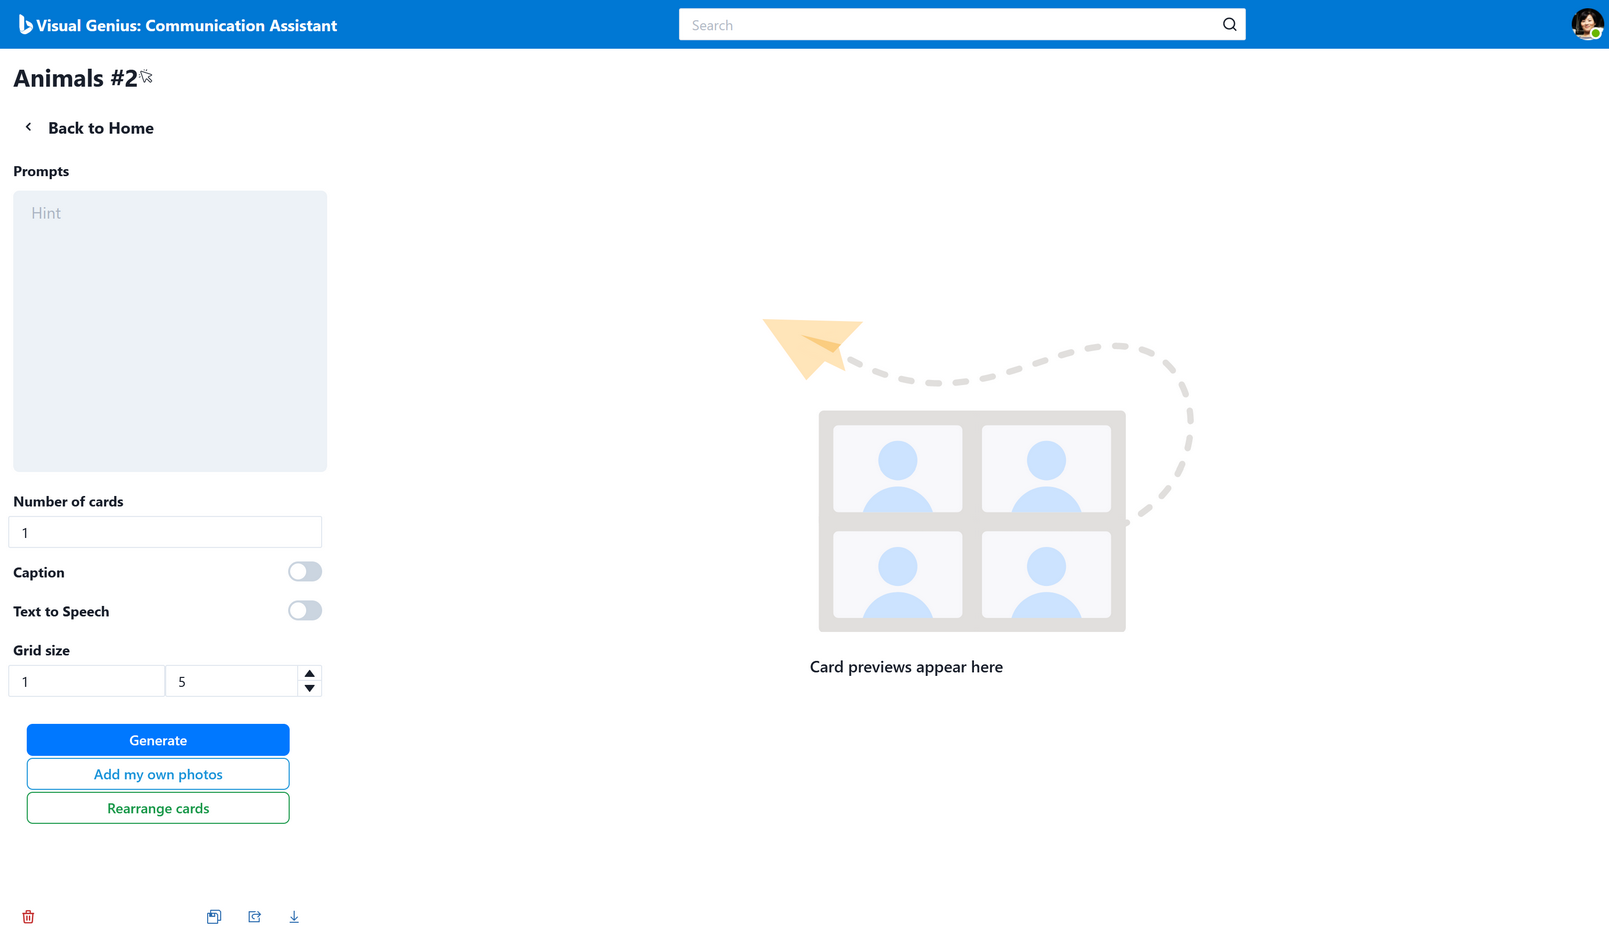 Visual Genius: Communication Assistant
Search
Animals #2
Back to Home
Prompts
Hint
Number of cards
1
Caption
Text to Speech
Grid size
1
5
Generate
Add my own photos
Rearrange cards
Card previews appear here